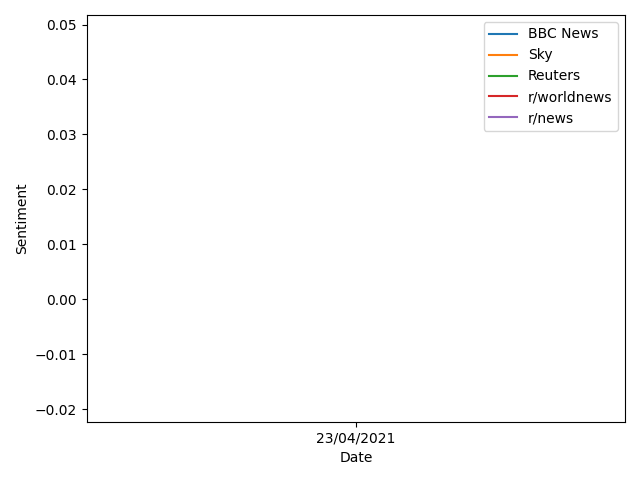 0.05
0.04
0.03
0.02
0.01
0.00
−0.01
−0.02
Sentiment
BBC News
Sky
Reuters
r/worldnews
r/news
23/04/2021
Date